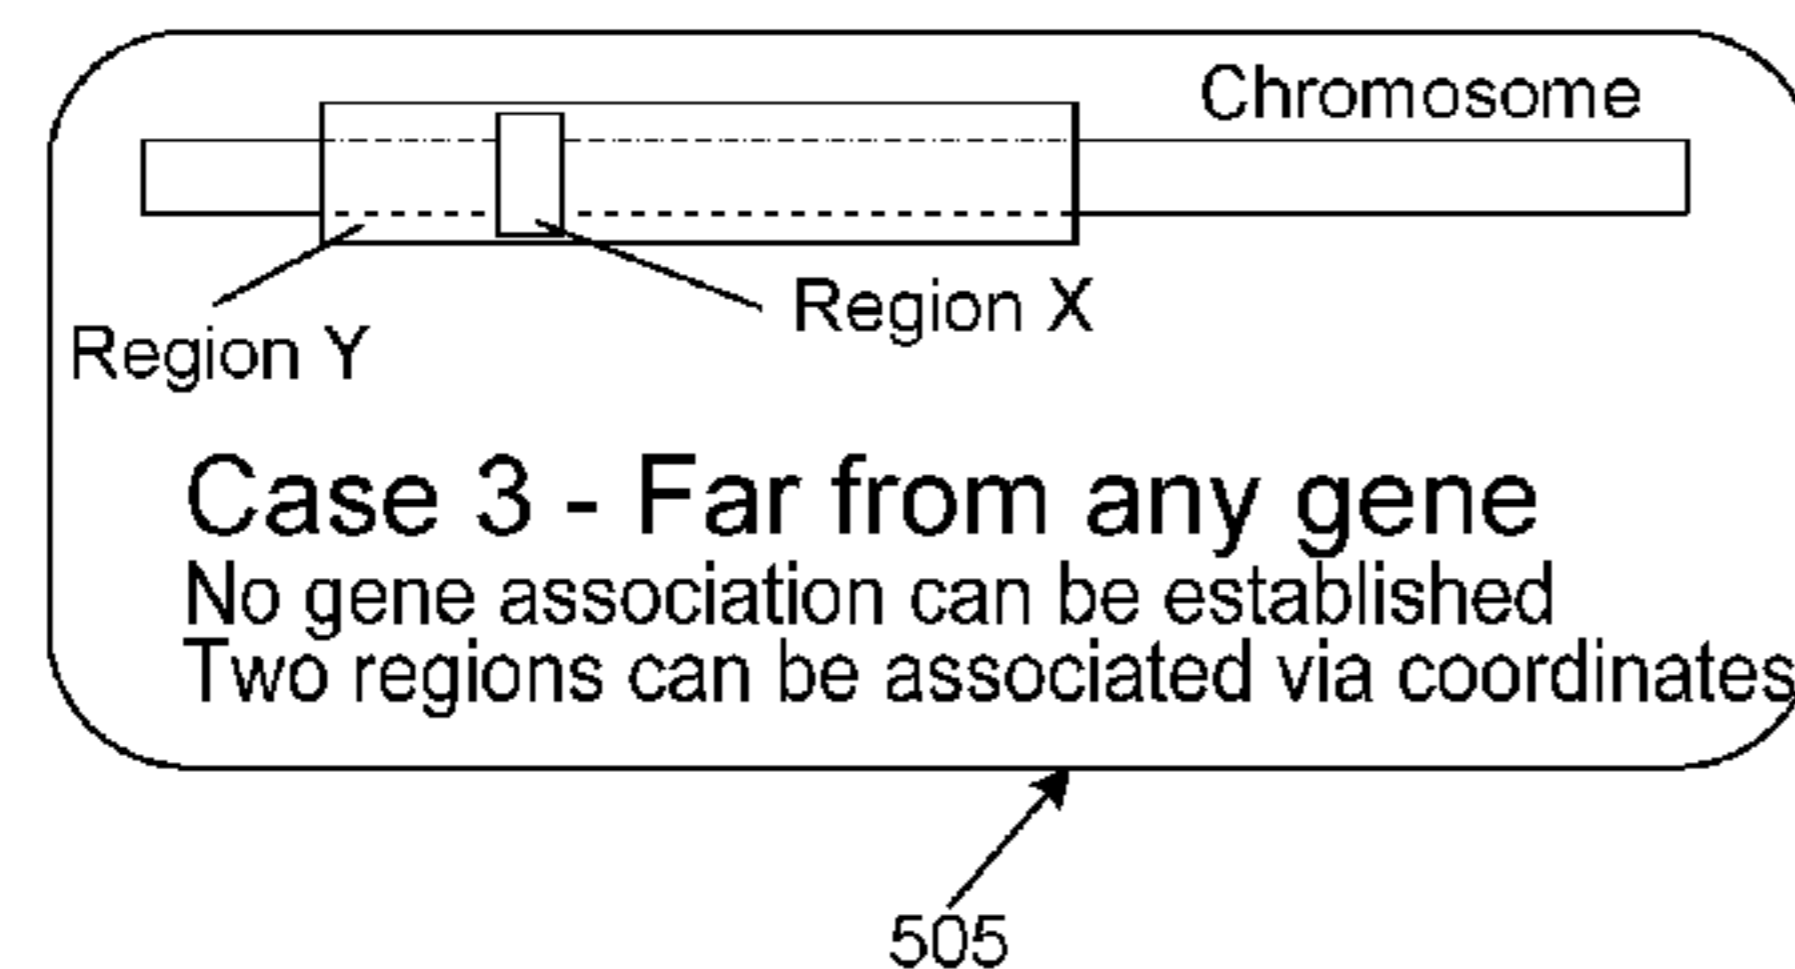 Chromosome
Region X
Region Y
Case 3 - Far from any gene
No gene association can be established
Two regions can be associated via coordinates
505